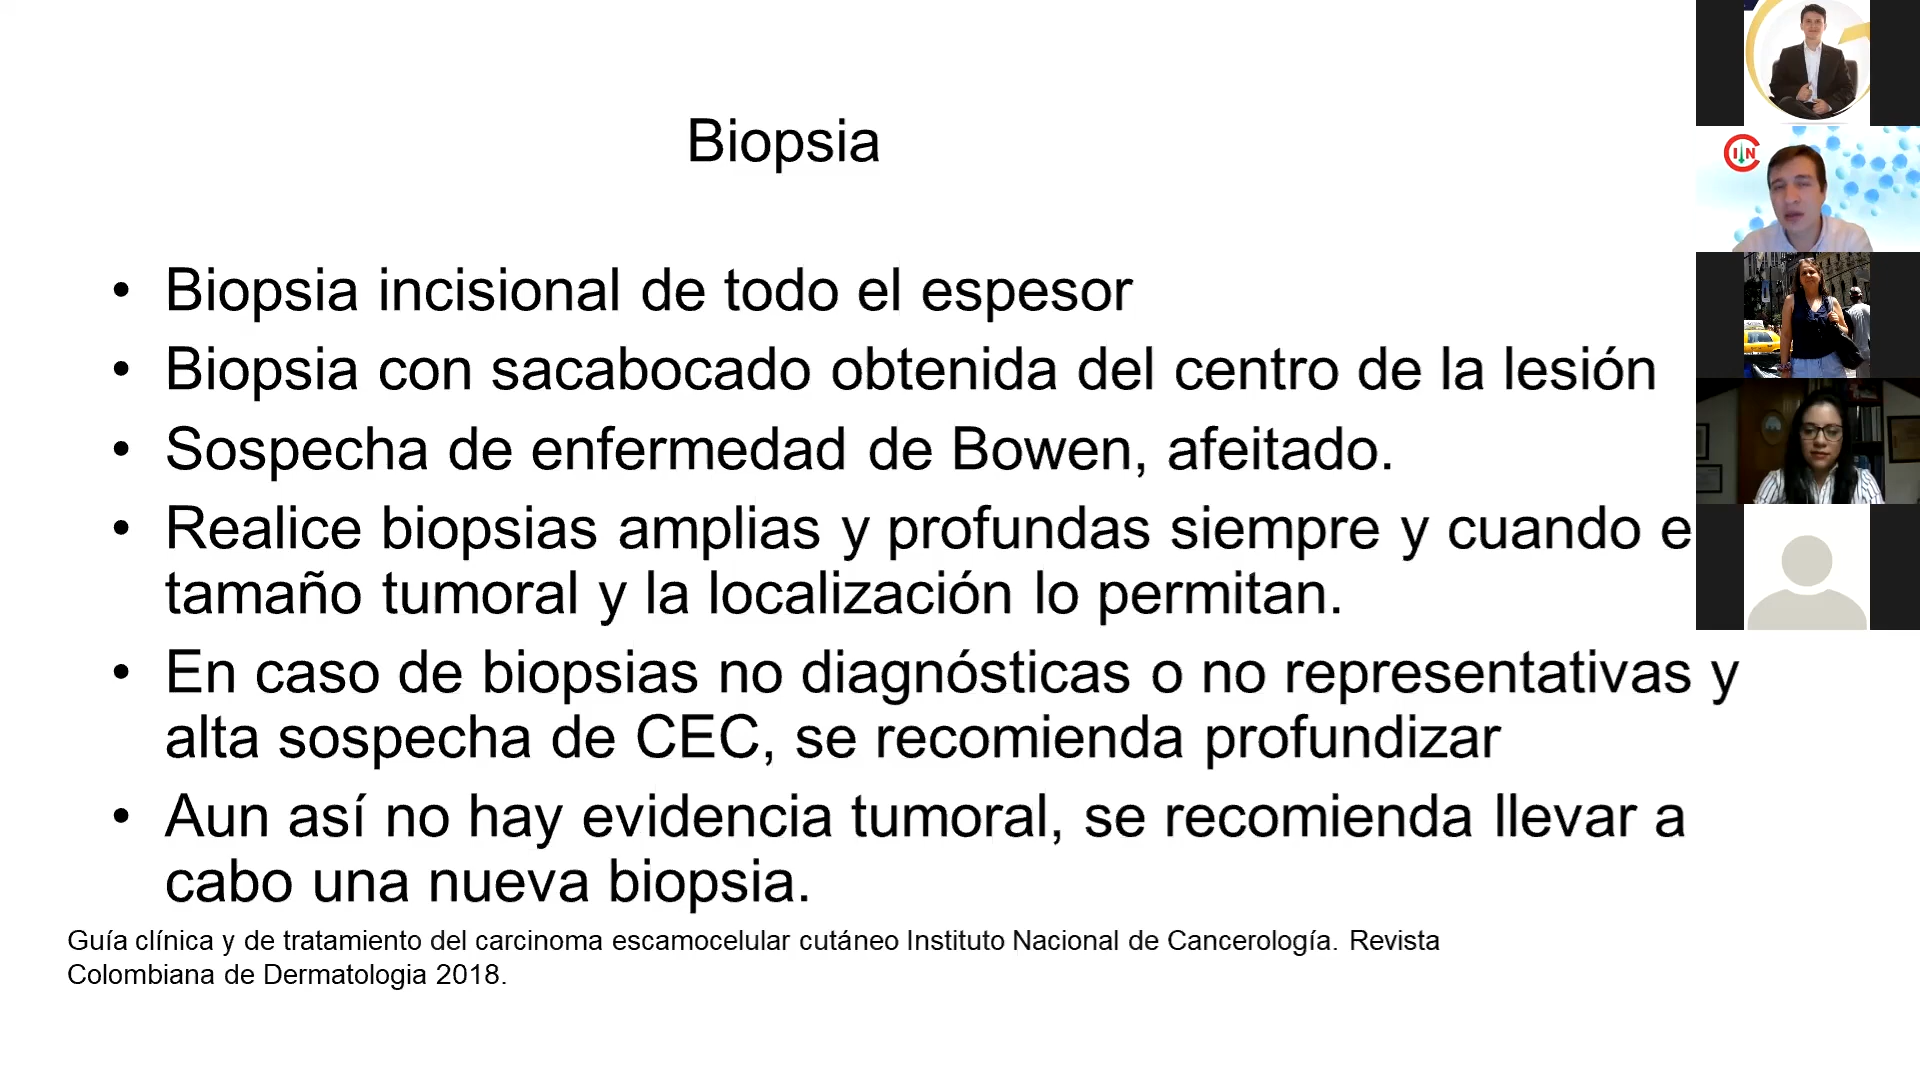 Biopsia
• Biopsia incisional de todo el espesor
• Biopsia con sacabocado obtenida del centro de la lesión
• Sospecha de enfermedad de Bowen, afeitado.
• Realice biopsias amplias y profundas siempre y cuando e
tamaño tumoral y la localización lo permitan.
• En caso de biopsias no diagnósticas o no representativas y
alta sospecha de CEC, se recomienda profundizar
• Aun así no hay evidencia tumoral, se recomienda llevar a
cabo una nueva biopsia.
Guía clínica y de tratamiento del carcinoma escamocelular cutáneo Instituto Nacional de Cancerología. Revista
Colombiana de Dermatologia 2018.